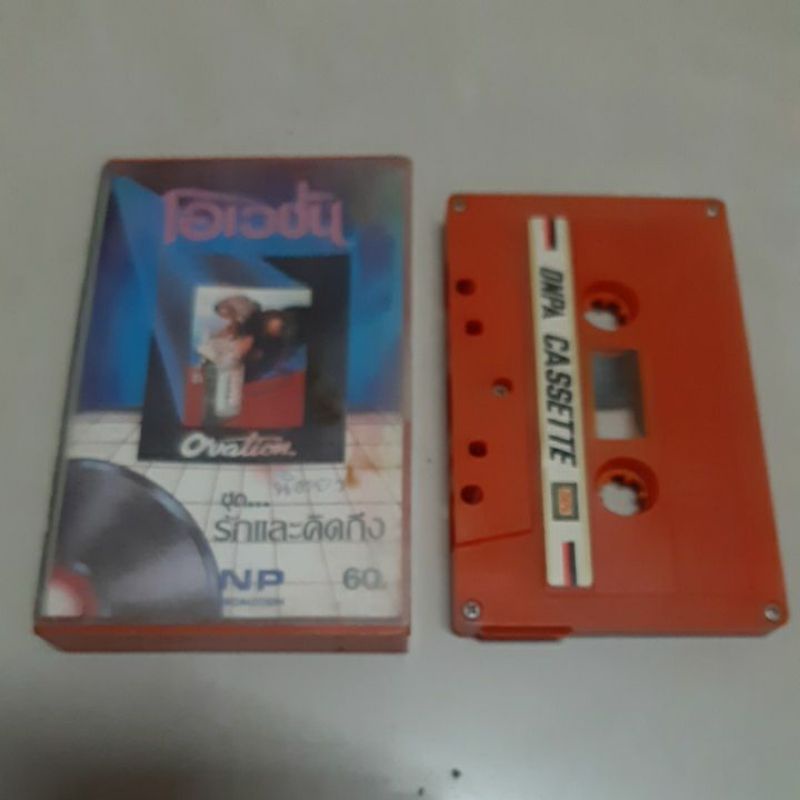 โอเวชั่น
Ovation
ชุด...
รักและคิดถึง
NP
60
ONPA CASSETTE